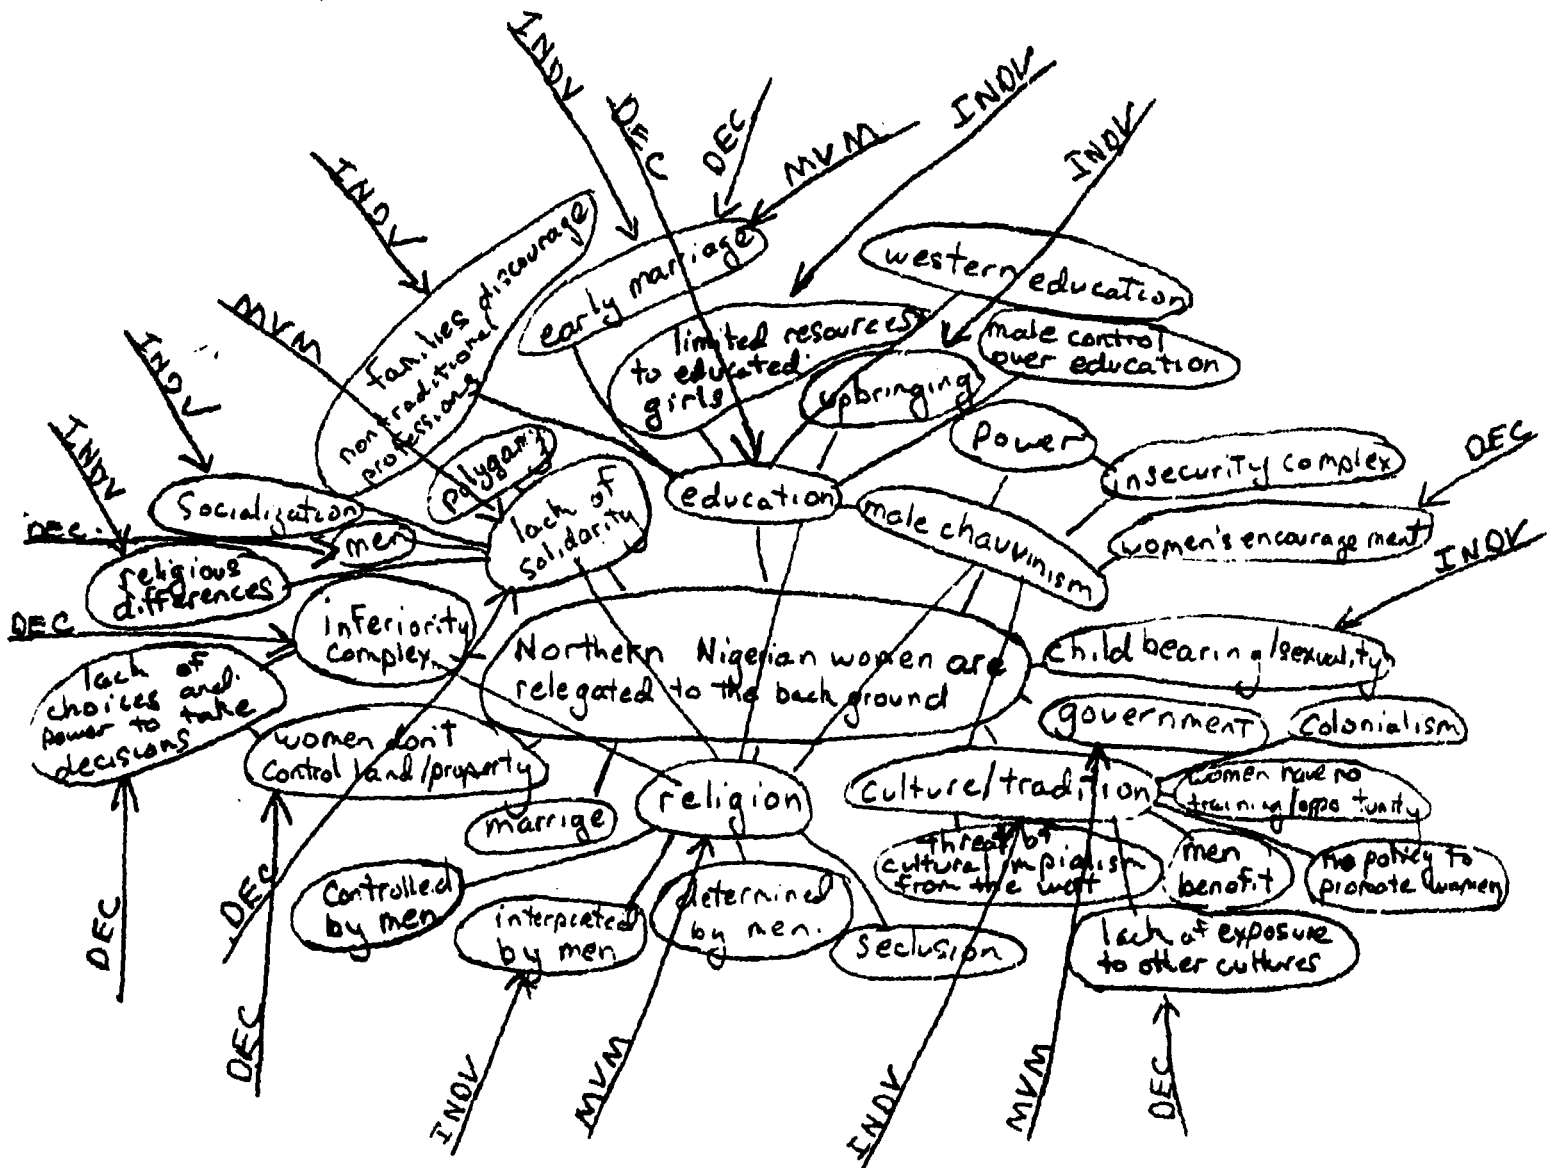 INDV
DEC
DEC
MVM
INDV
INDV
INDV
families discourage
nontraditional
professions
early marriage
limited resources
to educated
girls
western education
male control
over education
upbringing
MVM
INDV
INDV
polygamy
Power
insecurity complex
DEC
Socialization
lack of
solidarity
education
male chauvinism
women's encouragement
INDV
DEC.
men
religious
differences
DEC
inferiority
complex
Northern Nigerian women are
relegated to the background
child bearing/sexuality
lack of
choices and
power to take
decisions
women don't
control land/property
government
Colonialism
marrige
religion
culture/tradition
women have no
training/oppotunity
threat of
cultural impialism
from the west
men
benefit
no policy to
promote women
Controlled
by men
interpreted
by men
determined
by men.
Seclusion
lack of exposure
to other cultures
DEC
DEC
DEC
INDV
MVM
INDV
MVM
DEC